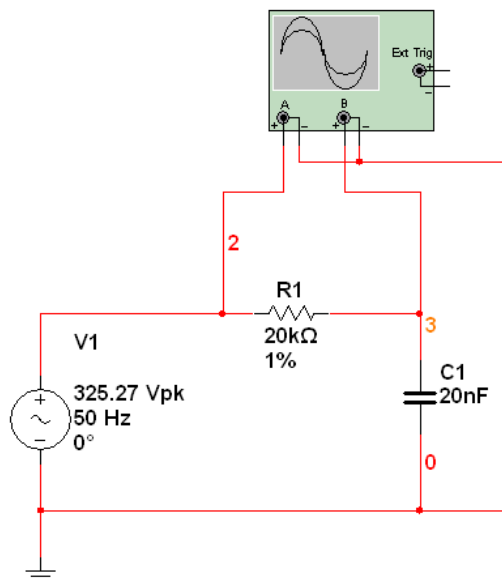 Ext Trig
+
−
A
B
+
−
+
−
2
R1
20kΩ
1%
3
V1
325.27 Vpk
50 Hz
0°
+
−
C1
20nF
0